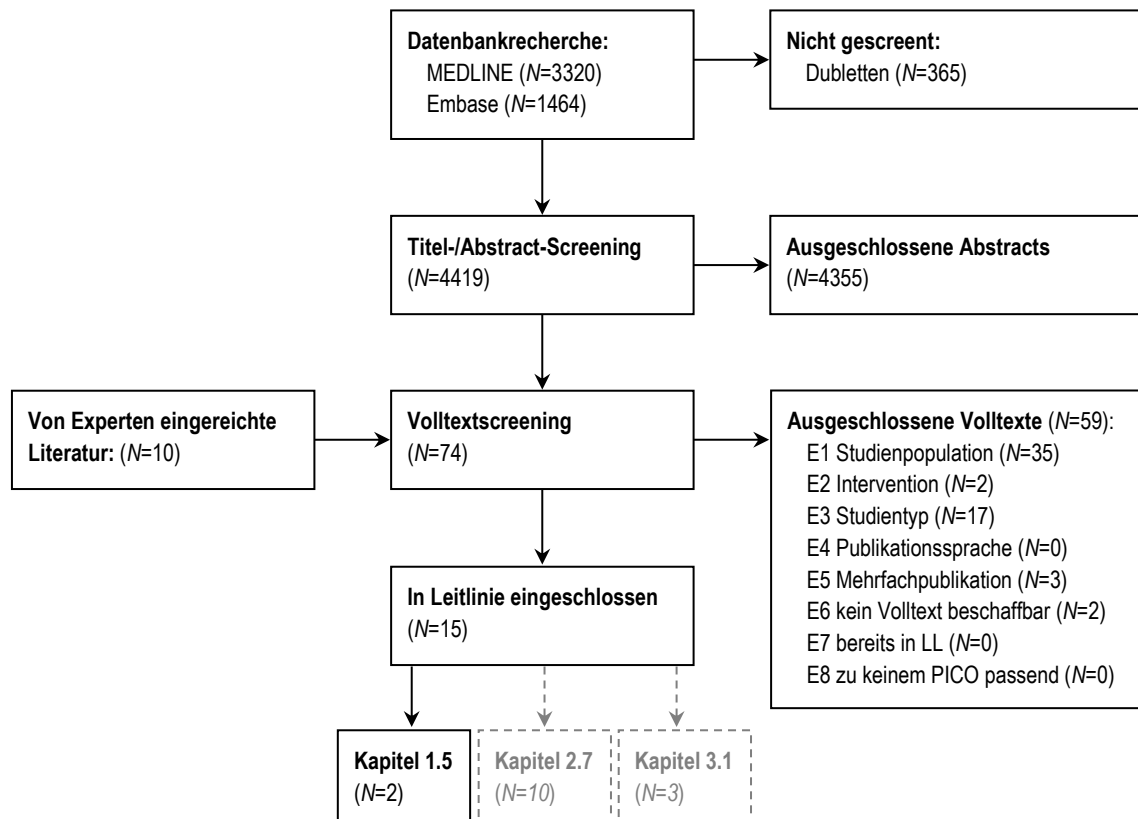 Datenbankrecherche:
MEDLINE (N=3320)
Embase (N=1464)
Nicht gescreent:
Dubletten (N=365)
Titel-/Abstract-Screening
(N=4419)
Ausgeschlossene Abstracts
(N=4355)
Von Experten eingereichte
Literatur: (N=10)
Volltextscreening
(N=74)
Ausgeschlossene Volltexte (N=59):
E1 Studienpopulation (N=35)
E2 Intervention (N=2)
E3 Studientyp (N=17)
E4 Publikationssprache (N=0)
E5 Mehrfachpublikation (N=3)
E6 kein Volltext beschaffbar (N=2)
E7 bereits in LL (N=0)
E8 zu keinem PICO passend (N=0)
In Leitlinie eingeschlossen
(N=15)
Kapitel 1.5
(N=2)
Kapitel 2.7
(N=10)
Kapitel 3.1
(N=3)